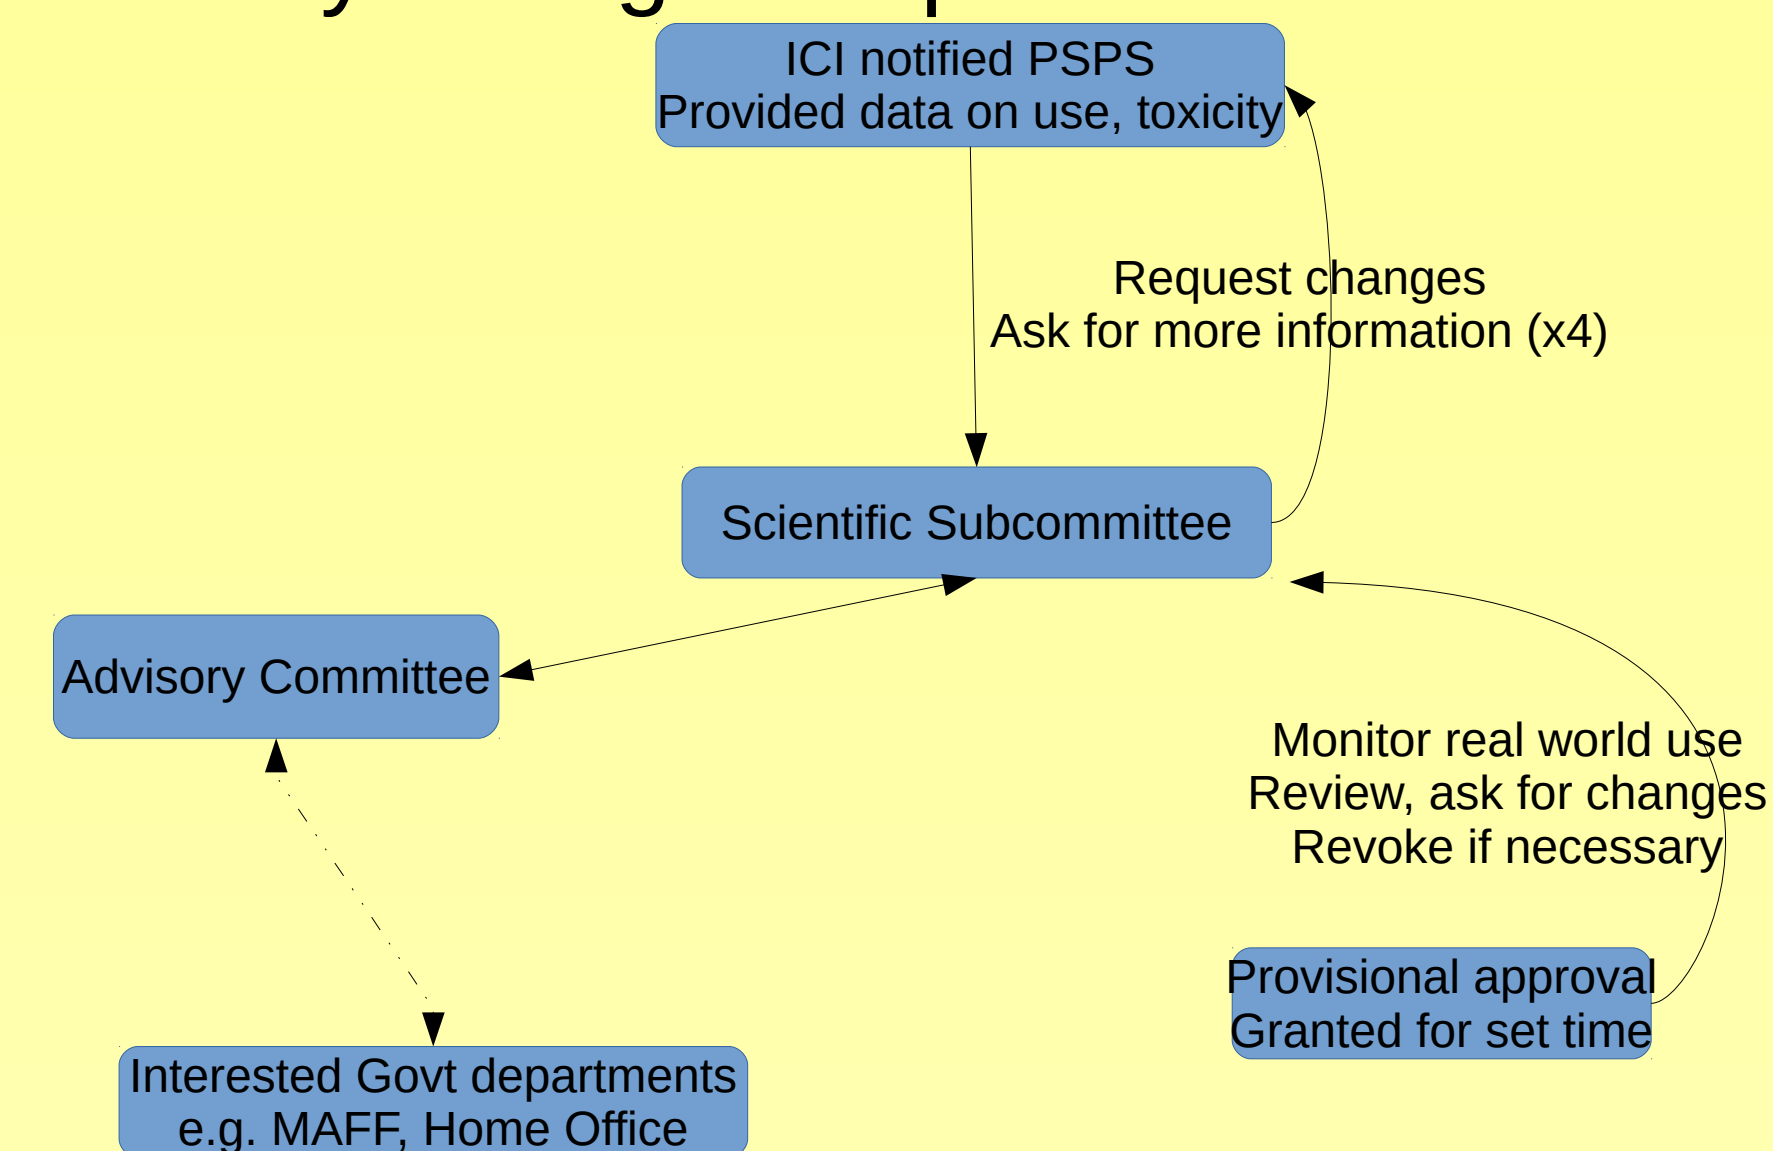 ICI notified PSPS
Provided data on use, toxicity
Request changes
Ask for more information (x4)
Scientific Subcommittee
Advisory Committee
Monitor real world use
Review, ask for changes
Revoke if necessary
Provisional approval
Granted for set time
Interested Govt departments
e.g. MAFF, Home Office